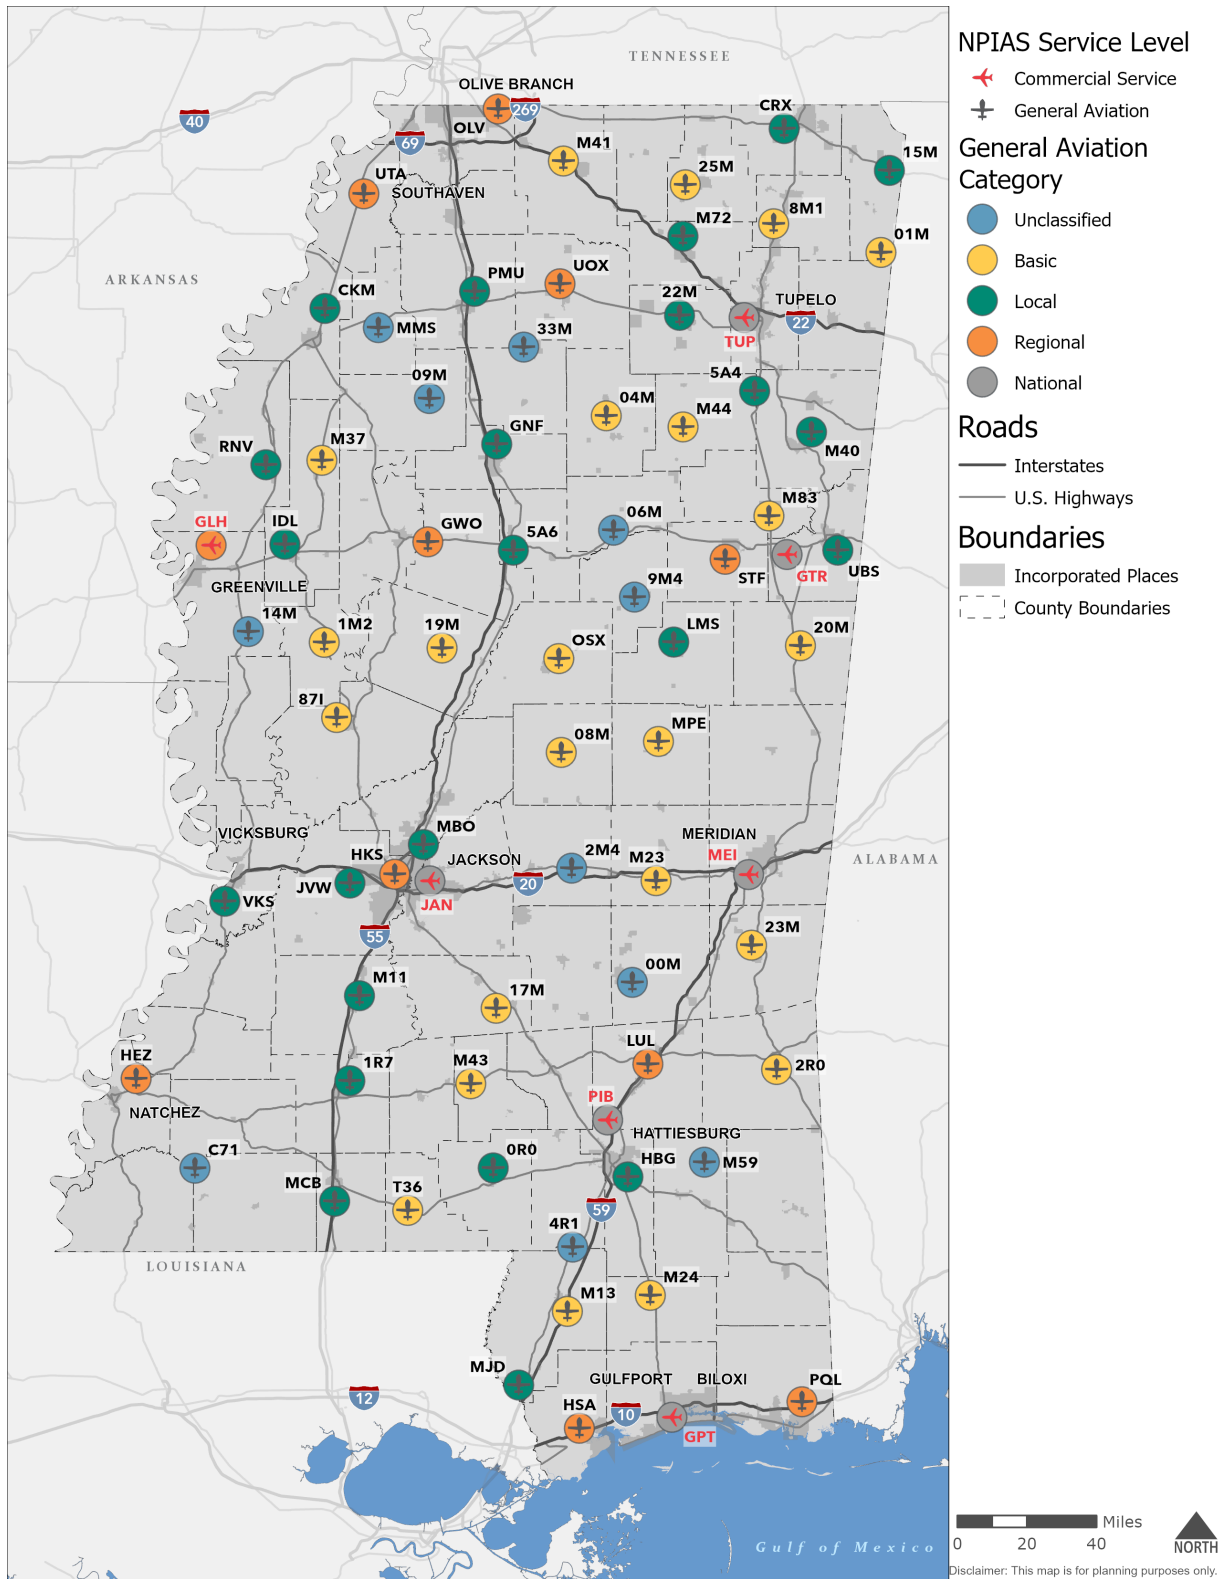 TENNESSEE
OLIVE BRANCH
269
40
OLV
CRX
69
M41
15M
25M
UTA
SOUTHAVEN
8M1
M72
01M
UOX
PMU
ARKANSAS
CKM
22M
TUPELO
MMS
33M
22
TUP
09M
5A4
04M
M44
GNF
M37
RNV
M40
M83
06M
GLH
IDL
GWO
5A6
STF
GTR
UBS
9M4
GREENVILLE
14M
1M2
19M
LMS
20M
OSX
87I
MPE
08M
MBO
VICKSBURG
MERIDIAN
HKS
JACKSON
2M4
M23
MEI
ALABAMA
JVW
20
VKS
JAN
55
23M
00M
M11
17M
LUL
HEZ
1R7
M43
2R0
PIB
NATCHEZ
HATTIESBURG
C71
0R0
HBG
M59
MCB
T36
59
4R1
LOUISIANA
M24
M13
MJD
GULFPORT
BILOXI
PQL
12
HSA
10
GPT
Gulf of Mexico
NPIAS Service Level
Commercial Service
General Aviation
General Aviation
Category
Unclassified
Basic
Local
Regional
National
Roads
Interstates
U.S. Highways
Boundaries
Incorporated Places
County Boundaries
Miles
0 20 40
NORTH
Disclaimer: This map is for planning purposes only.